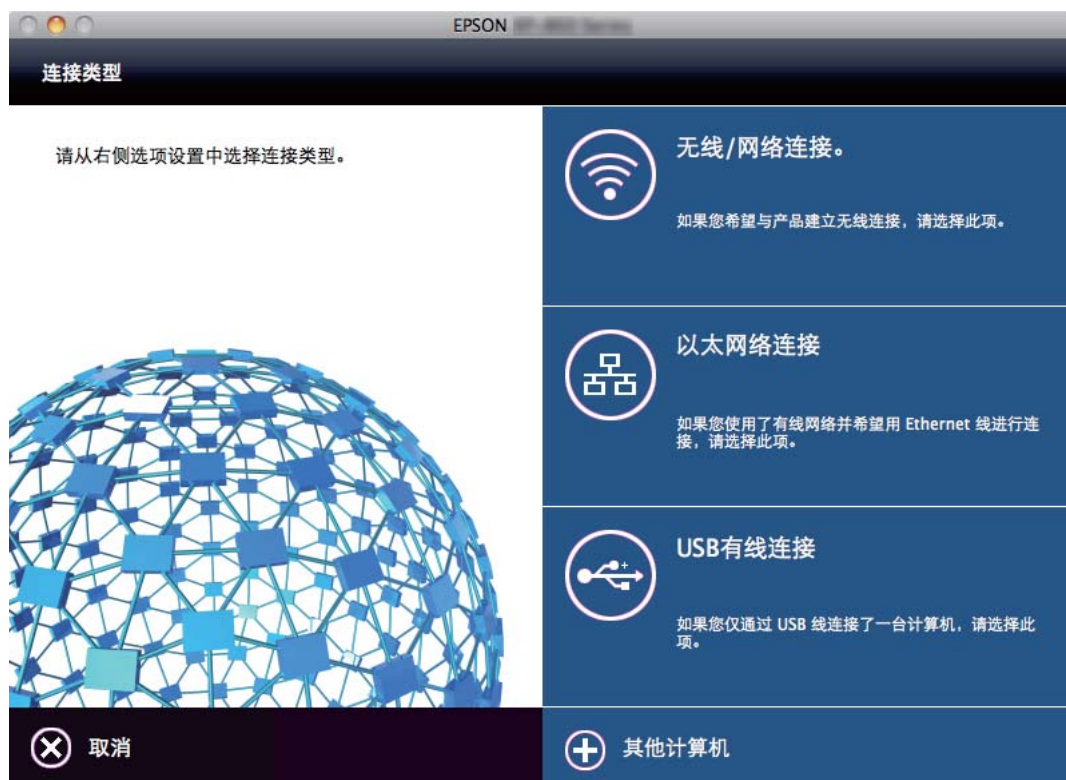 EPSON
连接类型
请从右侧选项设置中选择连接类型。
无线/网络连接。
如果您希望与产品建立无线连接，请选择此项。
以太网络连接
如果您使用了有线网络并希望用 Ethernet 线进行连
接，请选择此项。
USB有线连接
如果您仅通过 USB 线连接了一台计算机，请选择此
项。
取消
其他计算机